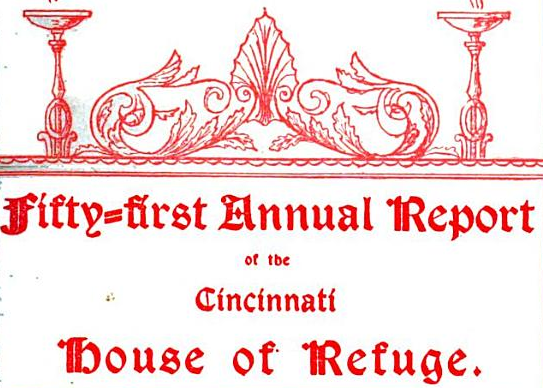 Fifty=first Annual Report
of the
Cincinnati
House of Refuge.